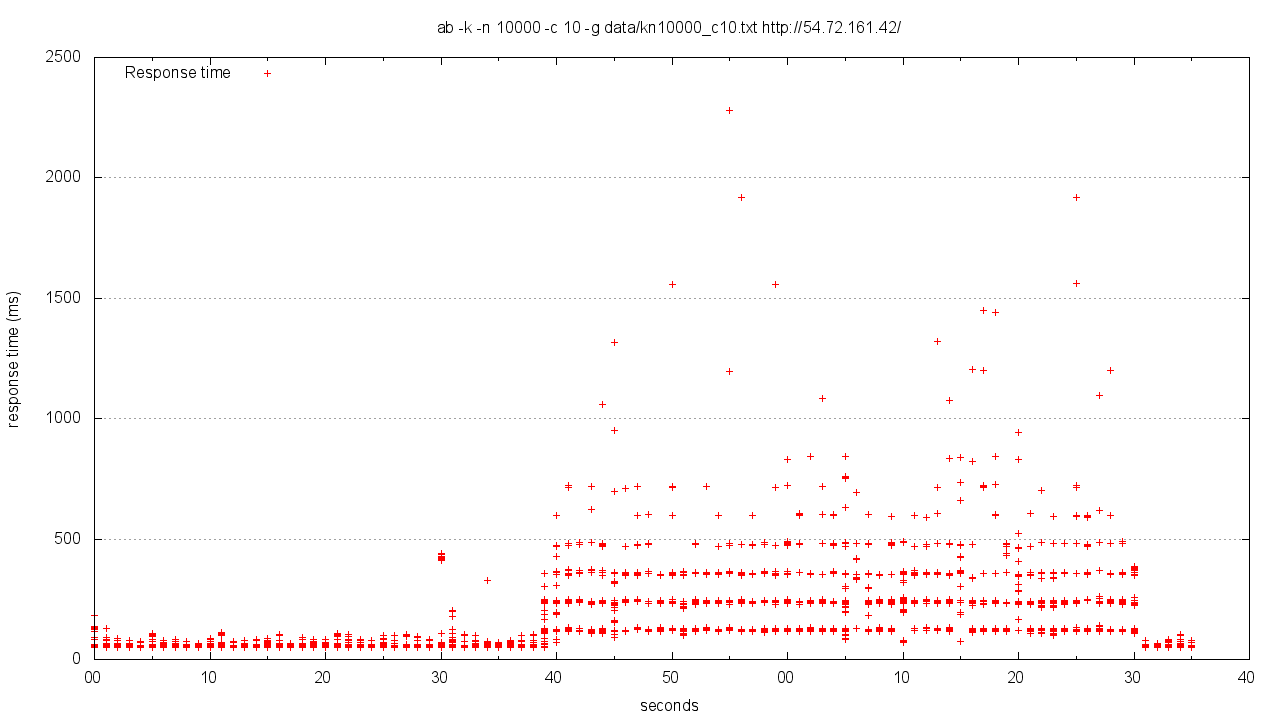 ab -k -n 10000 -c 10 -g data/kn10000_c10.txt http://54.72.161.42/
2500
Response time
2000
1500
response time (ms)
1000
500
0
00 10 20 30 40 50 00 10 20 30 40
seconds